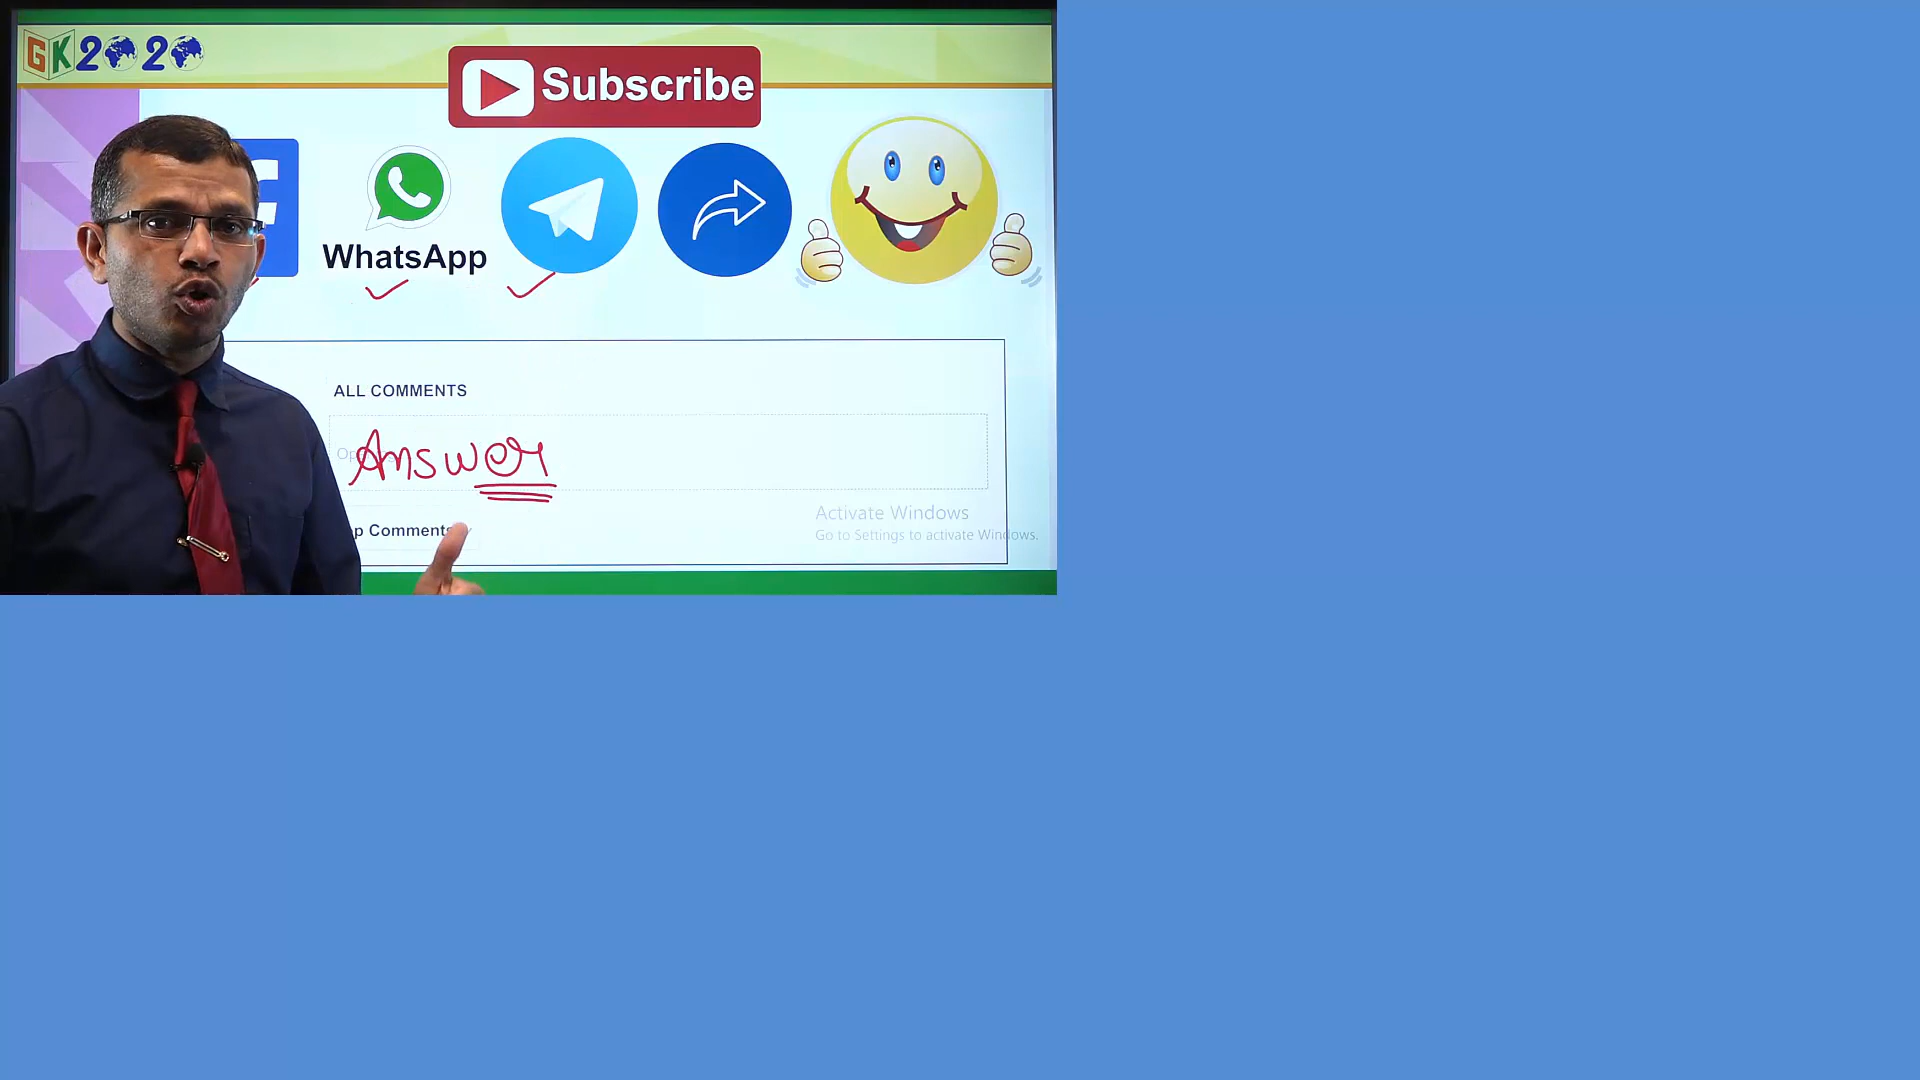 GK2020
Subscribe
WhatsApp
ALL COMMENTS
Answer
p Comments
Activate Windows
Go to Settings to activate Windows.